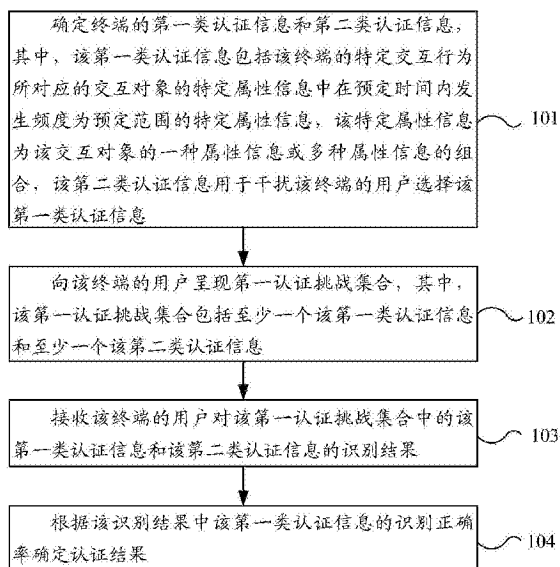 确定终端的第一类认证信息和第二类认证信息,
其中, 该第一类认证信息包括该终端的特定交互行为
所对应的交互对象的特定属性信息中在预定时间内发
生频度为预定范围的特定属性信息, 该特定属性信息
为该交互对象的一种属性信息或多种属性信息的组
合, 该第二类认证信息用于干扰该终端的用户选择该
第一类认证信息
101
向该终端的用户呈现第一认证挑战集合, 其中,
该第一认证挑战集合包括至少一个该第一类认证信息
和至少一个该第二类认证信息
102
接收该终端的用户对该第一认证挑战集合中的该
第一类认证信息和该第二类认证信息的识别结果
103
根据该识别结果中该第一类认证信息的识别正确
率确定认证结果
104